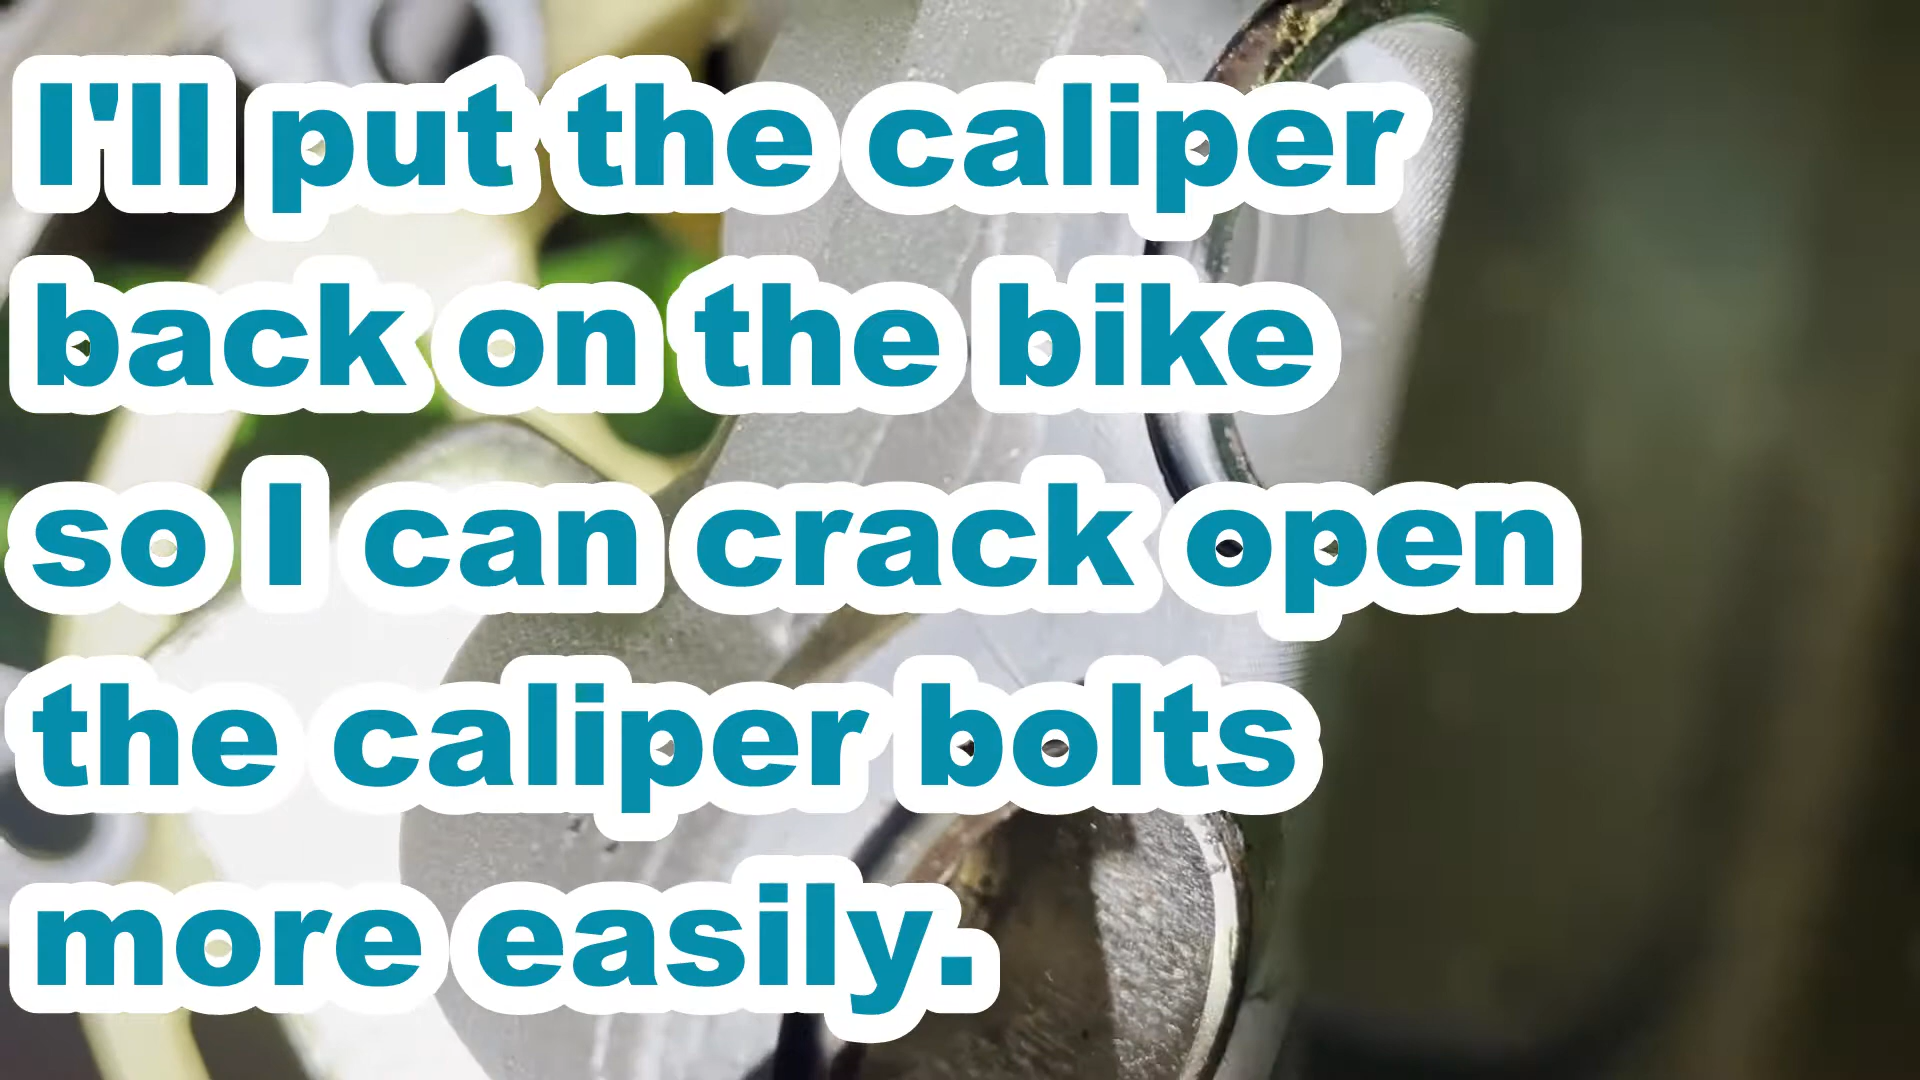 I'll put the caliper
back on the bike
so I can crack open
the caliper bolts
more easily.